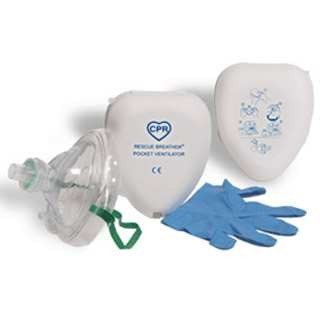 CPR
RESCUE BREATHER®
POCKET VENTILATOR
CE